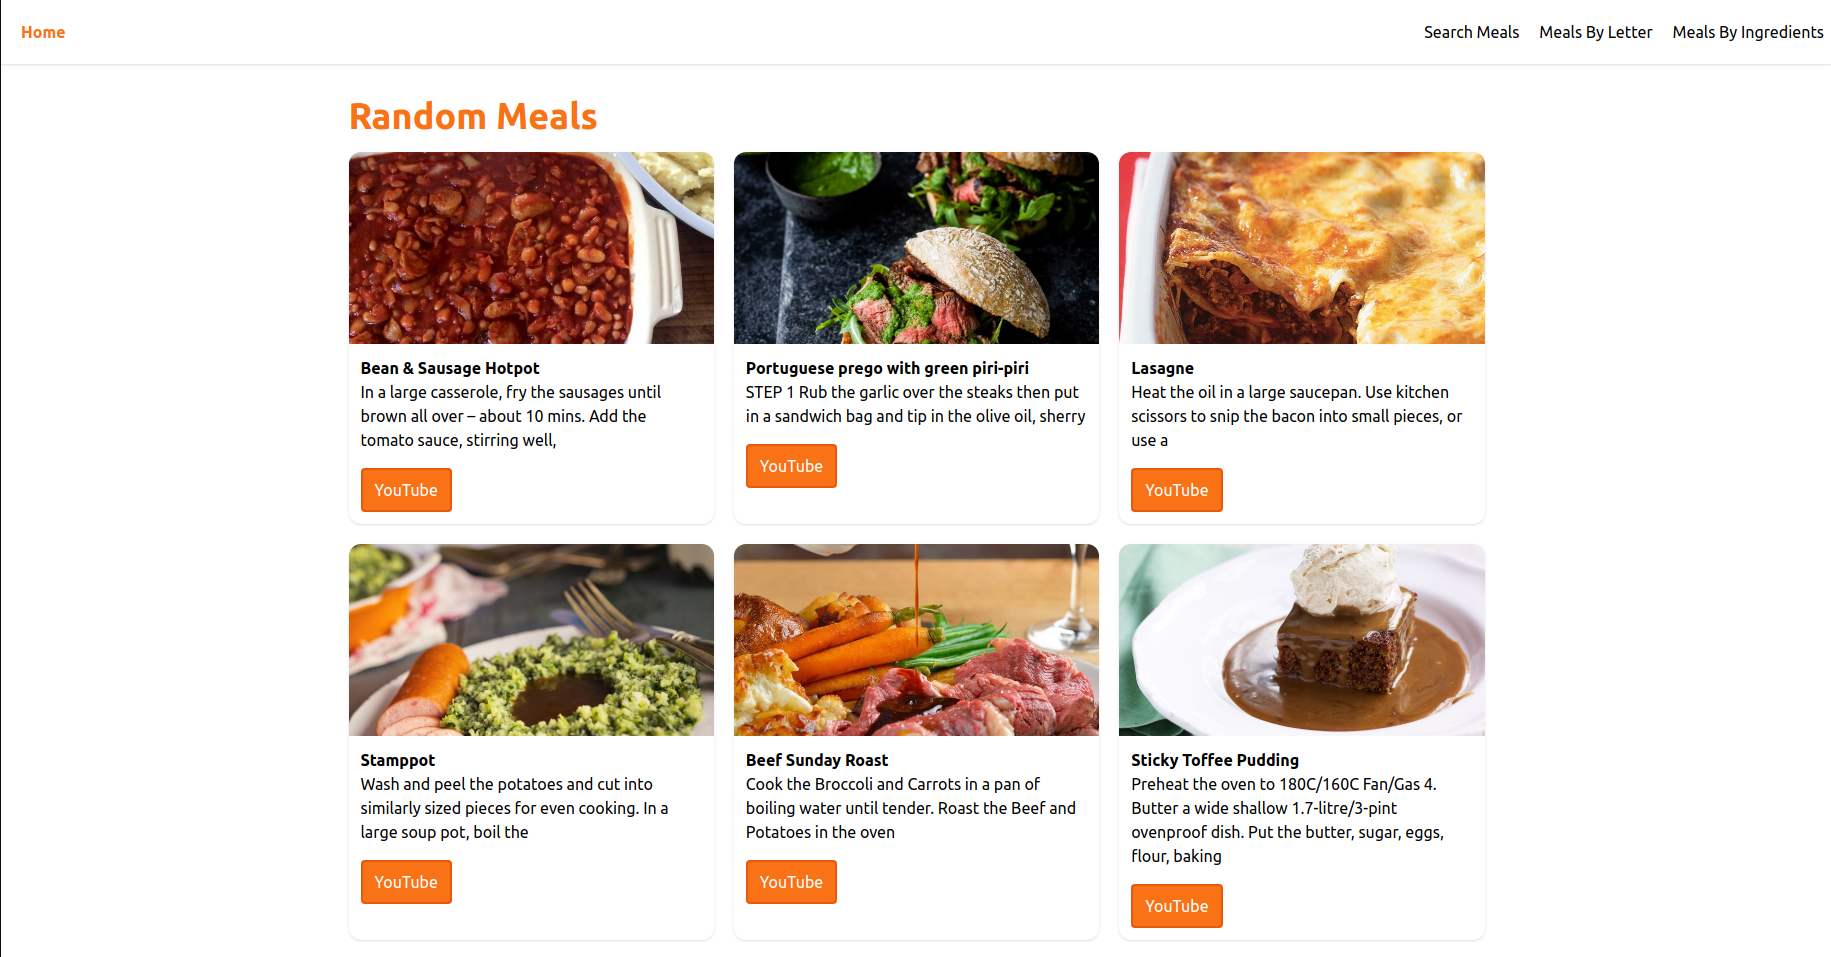 Home
Search Meals
Meals By Letter
Meals By Ingredients
Random Meals
Bean & Sausage Hotpot
In a large casserole, fry the sausages until
brown all over – about 10 mins. Add the
tomato sauce, stirring well,
YouTube
Portuguese prego with green piri-piri
STEP 1 Rub the garlic over the steaks then put
in a sandwich bag and tip in the olive oil, sherry
YouTube
Lasagne
Heat the oil in a large saucepan. Use kitchen
scissors to snip the bacon into small pieces, or
use a
YouTube
Stamppot
Wash and peel the potatoes and cut into
similarly sized pieces for even cooking. In a
large soup pot, boil the
YouTube
Beef Sunday Roast
Cook the Broccoli and Carrots in a pan of
boiling water until tender. Roast the Beef and
Potatoes in the oven
YouTube
Sticky Toffee Pudding
Preheat the oven to 180C/160C Fan/Gas 4.
Butter a wide shallow 1.7-litre/3-pint
ovenproof dish. Put the butter, sugar, eggs,
flour, baking
YouTube